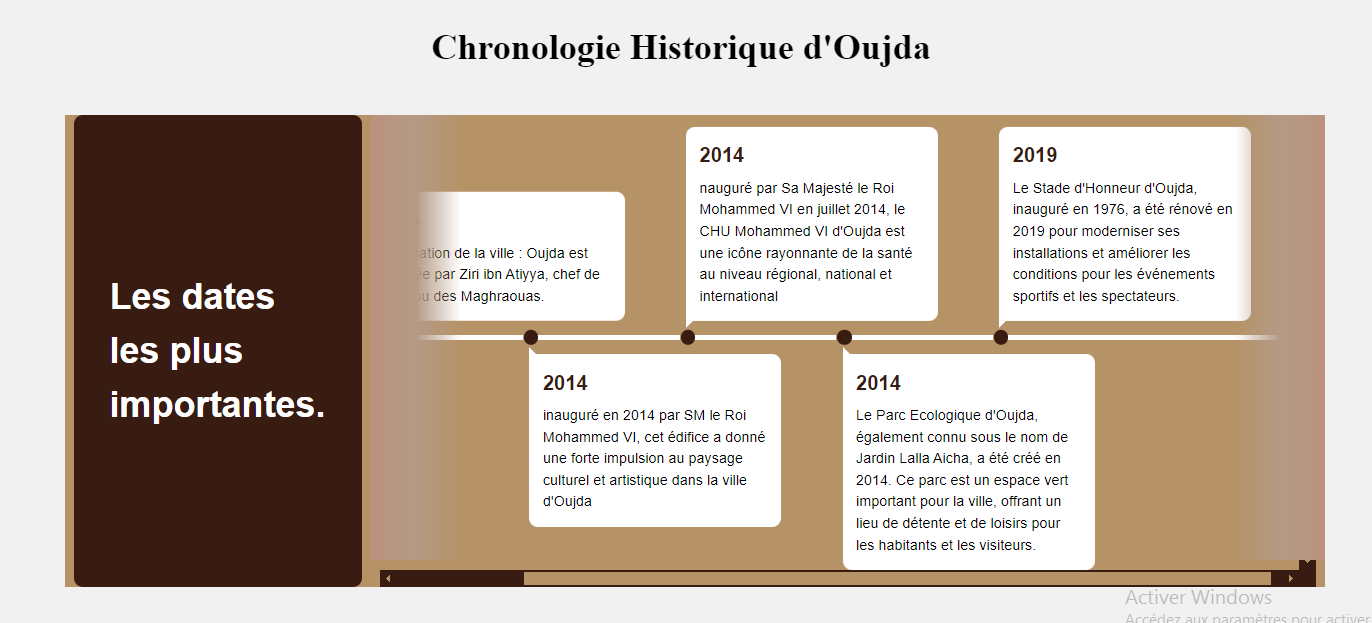 Chronologie Historique d'Oujda
Les dates
les plus
importantes.
ation de la ville : Oujda est
par Ziri ibn Atiyya, chef de
des Maghraouas.
2014
inauguré en 2014 par SM le Roi
Mohammed VI, cet édifice a donné
une forte impulsion au paysage
culturel et artistique dans la ville
d'Oujda
2014
nauguré par Sa Majesté le Roi
Mohammed VI en juillet 2014, le
CHU Mohammed VI d'Oujda est
une icône rayonnante de la santé
au niveau régional, national et
international
2014
Le Parc Ecologique d'Oujda,
également connu sous le nom de
Jardin Lalla Aicha, a été créé en
2014. Ce parc est un espace vert
important pour la ville, offrant un
lieu de détente et de loisirs pour
les habitants et les visiteurs.
2019
Le Stade d'Honneur d'Oujda,
inauguré en 1976, a été rénové en
2019 pour moderniser ses
installations et améliorer les
conditions pour les événements
sportifs et les spectateurs.
Activer Windows
Accédez aux paramètres pour activer